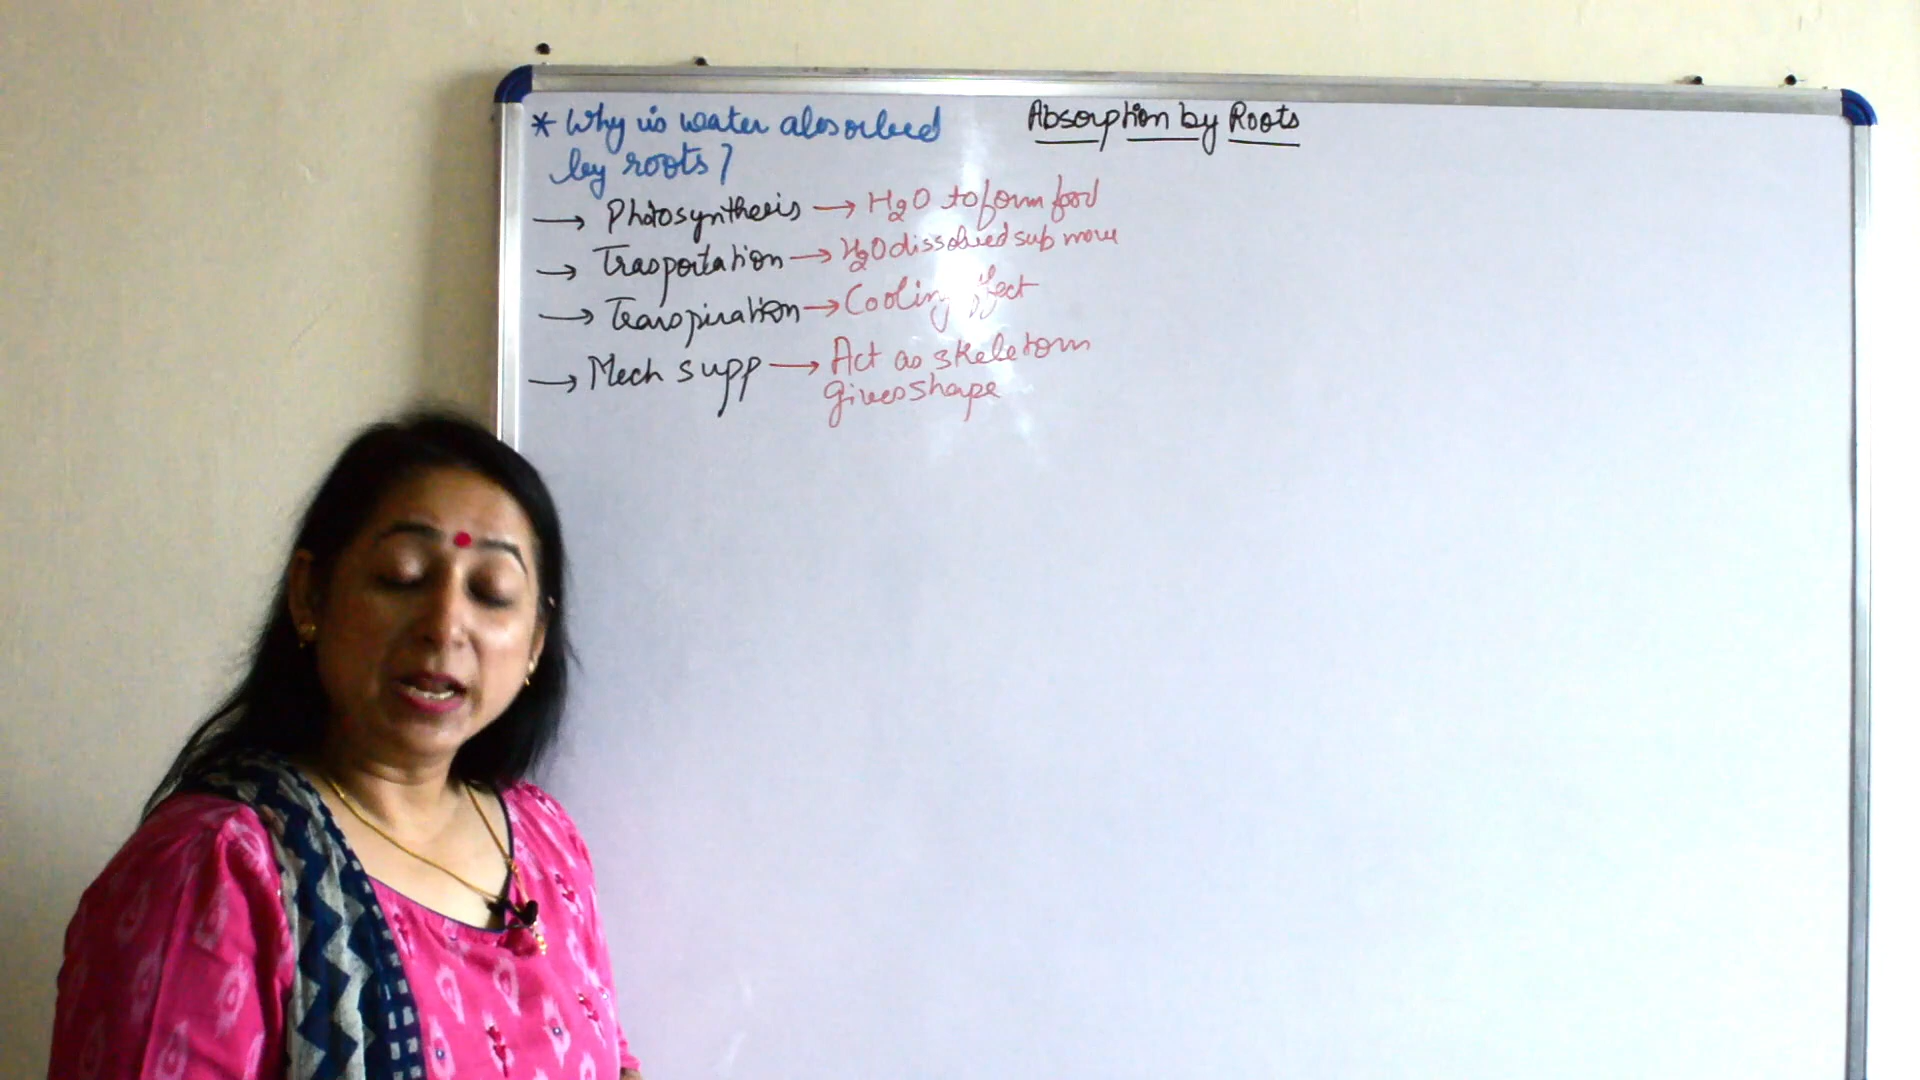 Absorption by Roots
* Why is water absorbed
by roots?
→ Photosynthesis → H2O to form food
→ Trasportation → H2O dissolved sub move
→ Transpiration → Cooling effect
→ Mech supp → Act as skeleton
gives shape